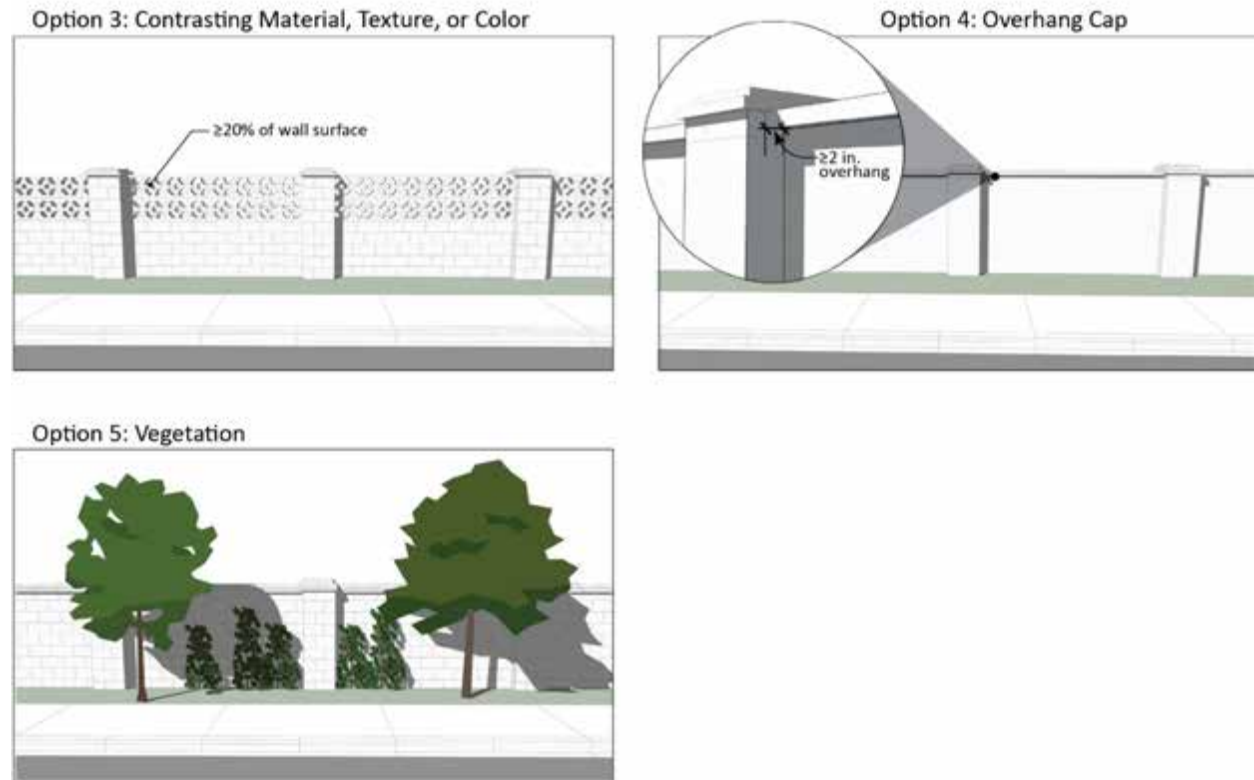 Option 3: Contrasting Material, Texture, or Color
≥20% of wall surface
Option 4: Overhang Cap
≥2 in.
overhang
Option 5: Vegetation